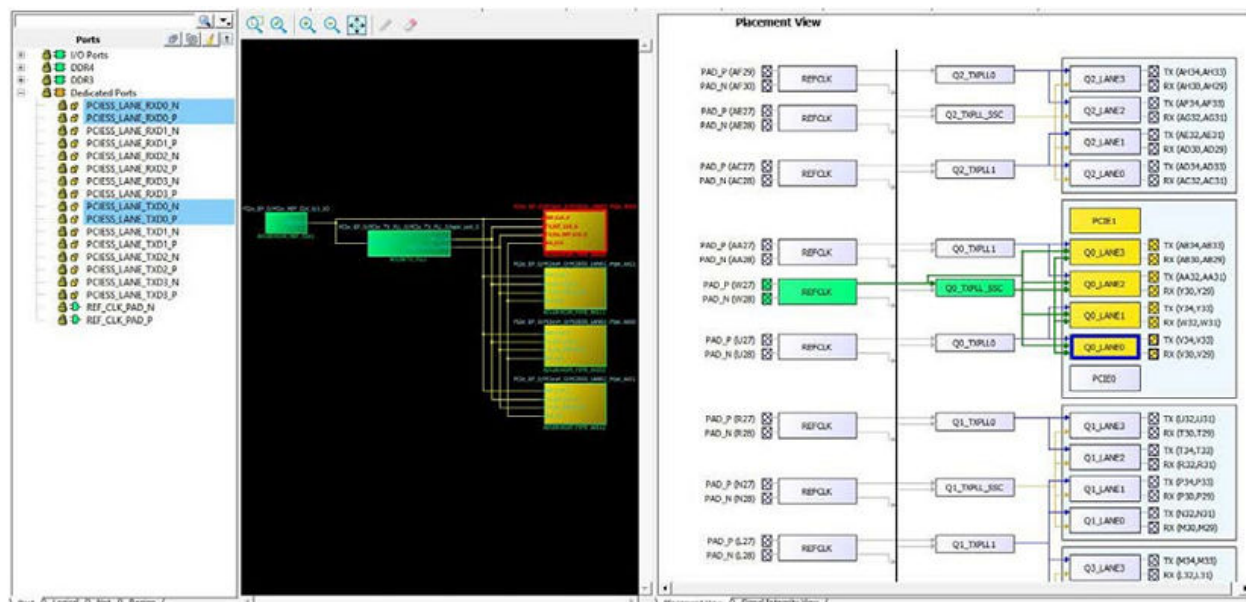 Ports
I/O Ports
DDR4
DDR3
Dedicated Ports
PCIESS_LANE_RXD0_N
PCIESS_LANE_RXD0_P
PCIESS_LANE_RXD1_N
PCIESS_LANE_RXD1_P
PCIESS_LANE_RXD2_N
PCIESS_LANE_RXD2_P
PCIESS_LANE_RXD3_N
PCIESS_LANE_RXD3_P
PCIESS_LANE_TXD0_N
PCIESS_LANE_TXD0_P
PCIESS_LANE_TXD1_N
PCIESS_LANE_TXD1_P
PCIESS_LANE_TXD2_N
PCIESS_LANE_TXD2_P
PCIESS_LANE_TXD3_N
PCIESS_LANE_TXD3_P
REF_CLK_PAD_N
REF_CLK_PAD_P
Placement View
PAD_P (AF29)
PAD_N (AF30)
REFCLK
Q2_TXPLL0
Q2_LANE3
TX (AH34,AH33)
RX (AH30,AH29)
PAD_P (AE27)
PAD_N (AE28)
REFCLK
Q2_TXPLL_SSC
Q2_LANE2
TX (AF34,AF33)
RX (AG32,AG31)
Q2_LANE1
TX (AE32,AE31)
RX (AD30,AD29)
PAD_P (AC27)
PAD_N (AC28)
REFCLK
Q2_TXPLL1
Q2_LANE0
TX (AD34,AD33)
RX (AC32,AC31)
PCIE1
PAD_P (AA27)
PAD_N (AA28)
REFCLK
Q0_TXPLL1
Q0_LANE3
TX (AB34,AB33)
RX (AB30,AB29)
PAD_P (W27)
PAD_N (W28)
REFCLK
Q0_TXPLL_SSC
Q0_LANE2
TX (AA32,AA31)
RX (Y30,Y29)
Q0_LANE1
TX (Y34,Y33)
RX (W32,W31)
PAD_P (U27)
PAD_N (U28)
REFCLK
Q0_TXPLL0
Q0_LANE0
TX (V34,V33)
RX (V30,V29)
PCIE0
PAD_P (R27)
PAD_N (R28)
REFCLK
Q1_TXPLL0
Q1_LANE3
TX (U32,U31)
RX (T30,T29)
Q1_LANE2
TX (T34,T33)
RX (R32,R31)
PAD_P (N27)
PAD_N (N28)
REFCLK
Q1_TXPLL_SSC
Q1_LANE1
TX (P34,P33)
RX (P30,P29)
Q1_LANE0
TX (N32,N31)
RX (M30,M29)
PAD_P (L27)
PAD_N (L28)
REFCLK
Q1_TXPLL1
Q3_LANE3
TX (M34,M33)
RX (L32,L31)